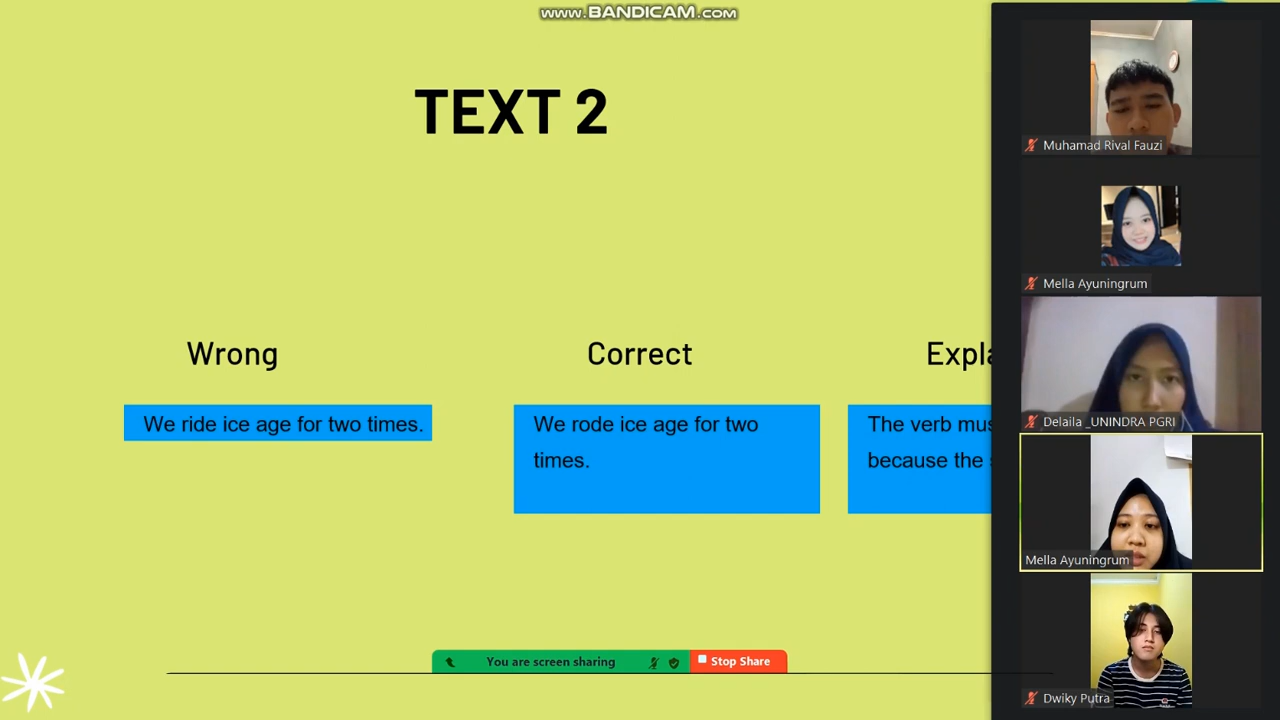 www.BANDICAM.com
TEXT 2
Wrong
Correct
Expla
We ride ice age for two times.
We rode ice age for two
times.
The verb mus
because the
You are screen sharing
Stop Share
Muhamad Rival Fauzi
Mella Ayuningrum
Delaila _UNINDRA PGRI
Mella Ayuningrum
Dwiky Putra